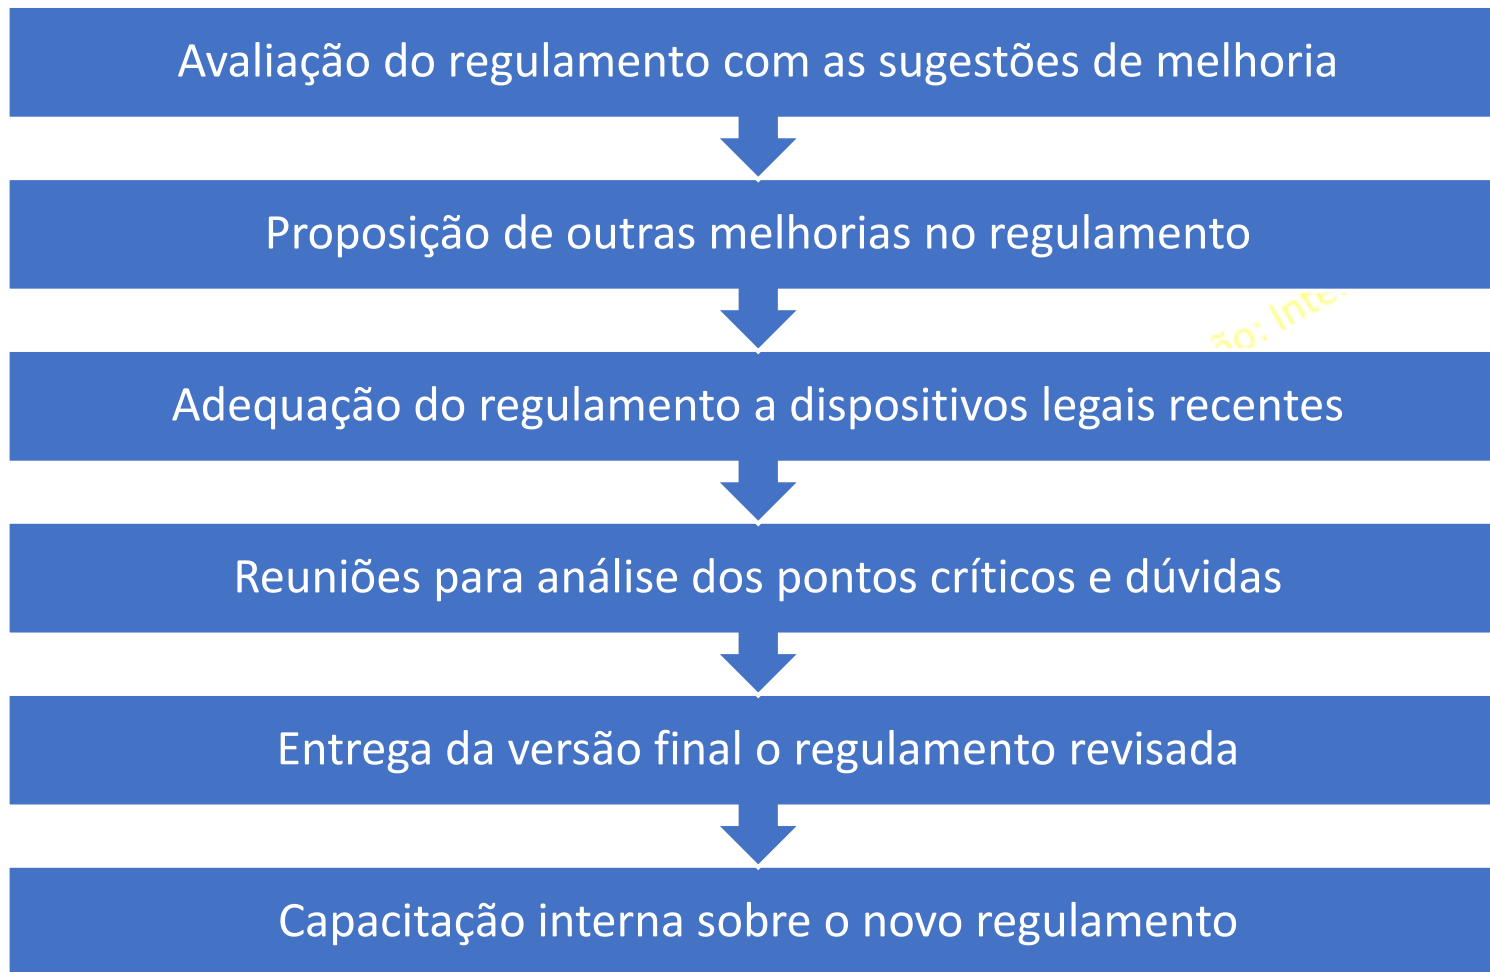 Avaliação do regulamento com as sugestões de melhoria
Proposição de outras melhorias no regulamento
Adequação do regulamento a dispositivos legais recentes
Reuniões para análise dos pontos críticos e dúvidas
Entrega da versão final o regulamento revisada
Capacitação interna sobre o novo regulamento